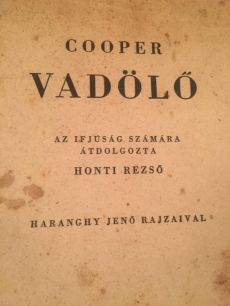 COOPER
VADÖLŐ
AZ IFJÚSÁG SZÁMÁRA
ÁTDOLGOZTA
HONTI REZSŐ
HARANGHY JENŐ RAJZAIVAL